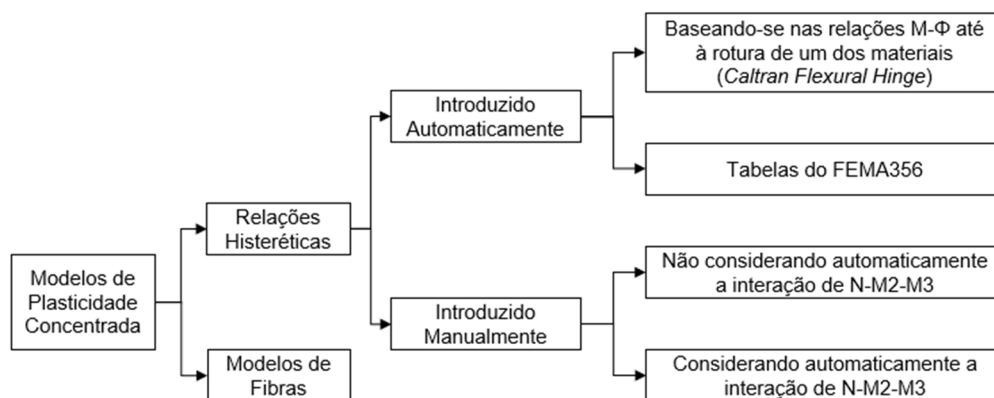 Modelos de
Plasticidade
Concentrada
Relações
Histeréticas
Modelos de
Fibras
Introduzido
Automaticamente
Introduzido
Manualmente
Baseando-se nas relações M-Φ até
à rotura de um dos materiais
(Caltran Flexural Hinge)
Tabelas do FEMA356
Não considerando automaticamente
a interação de N-M2-M3
Considerando automaticamente a
interação de N-M2-M3